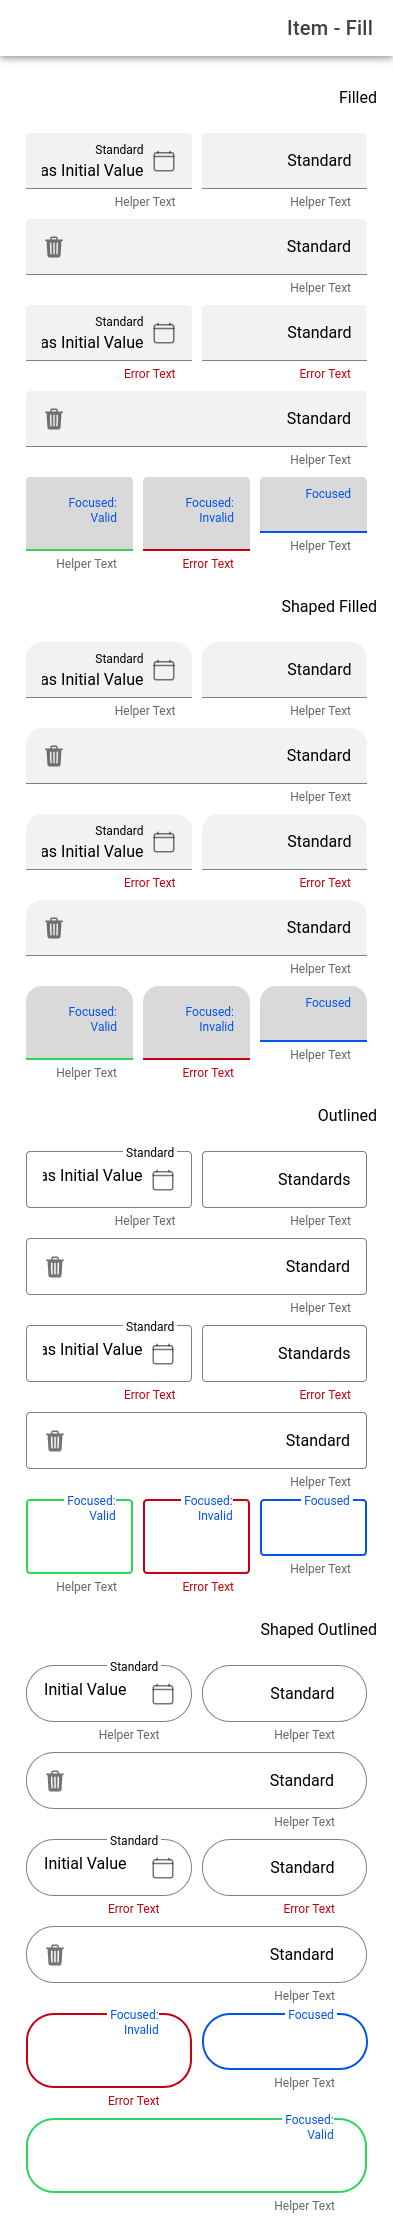 Item - Fill
Filled
Standard
as Initial Value
Standard
Helper Text
Helper Text
Standard
Helper Text
Standard
as Initial Value
Standard
Error Text
Error Text
Standard
Helper Text
Focused:
Valid
Focused:
Invalid
Focused
Helper Text
Error Text
Helper Text
Shaped Filled
Standard
as Initial Value
Standard
Helper Text
Helper Text
Standard
Helper Text
Standard
as Initial Value
Standard
Error Text
Error Text
Standard
Helper Text
Focused:
Valid
Focused:
Invalid
Focused
Helper Text
Error Text
Helper Text
Outlined
Standard
as Initial Value
Standards
Helper Text
Helper Text
Standard
Helper Text
Standard
as Initial Value
Standards
Error Text
Error Text
Standard
Helper Text
Focused:
Valid
Focused:
Invalid
Focused
Helper Text
Error Text
Helper Text
Shaped Outlined
Standard
Initial Value
Standard
Helper Text
Helper Text
Standard
Helper Text
Standard
Initial Value
Standard
Error Text
Error Text
Standard
Helper Text
Focused:
Invalid
Focused
Error Text
Helper Text
Focused:
Valid
Helper Text